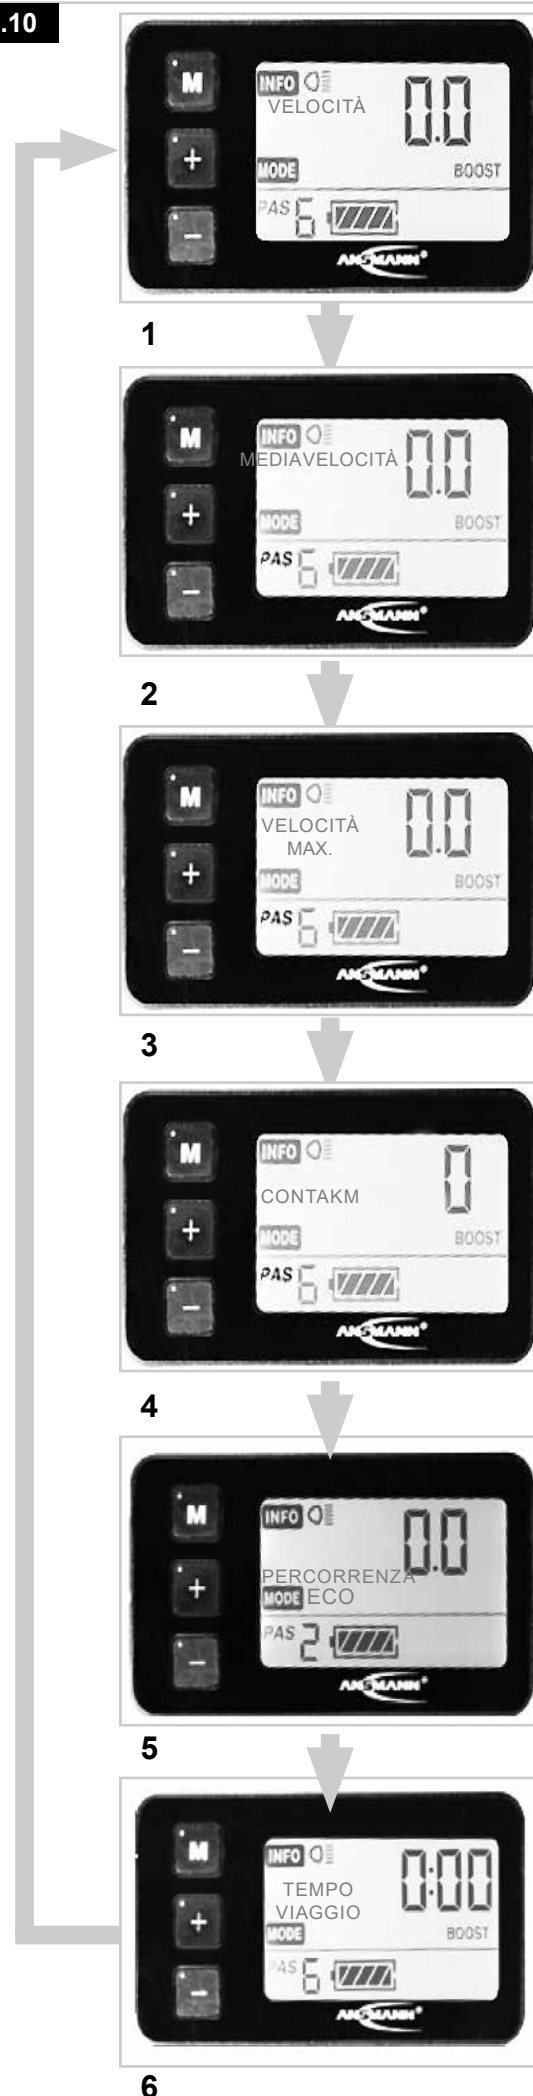 .10
M
INFO
VELOCITÀ
0.0
+
MODE
BOOST
PAS 6
-
ANSMANN®
1
M
INFO
MEDIAVELOCITÀ
0.0
+
MODE
BOOST
PAS 6
-
ANSMANN®
2
M
INFO
VELOCITÀ
MAX.
0.0
+
MODE
BOOST
PAS 6
-
ANSMANN®
3
M
INFO
CONTAKM
0
+
MODE
BOOST
PAS 6
-
ANSMANN®
4
M
INFO
0.0
PERCORRENZA
+
MODE ECO
PAS 2
-
ANSMANN®
5
M
INFO
TEMPO
VIAGGIO
0:00
+
MODE
BOOST
PAS 6
-
ANSMANN®
6